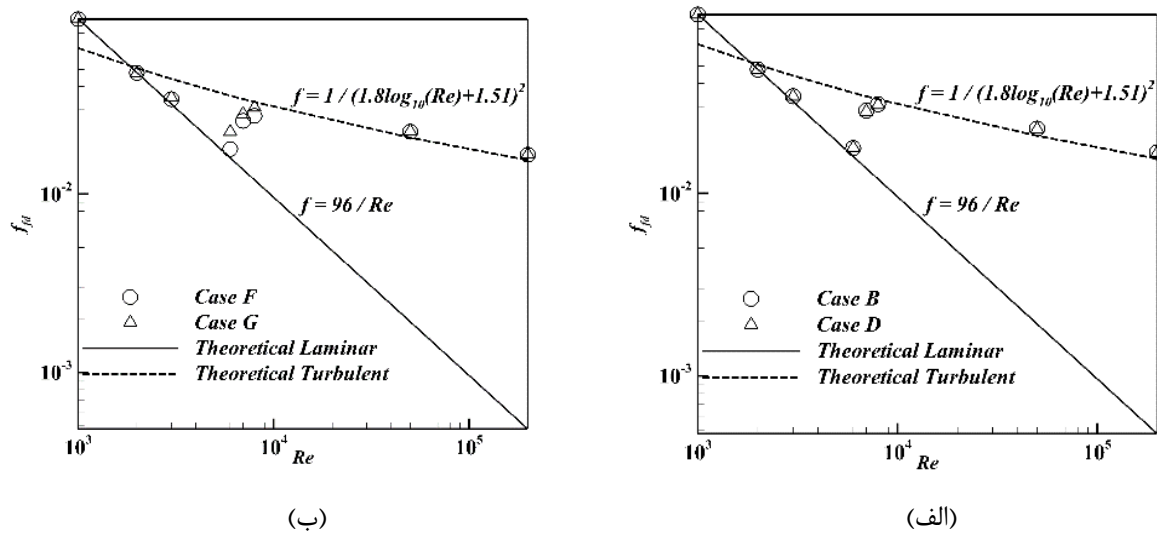 f = 1 / (1.8log₁₀(Re)+1.51)²
10⁻²
f = 96 / Re
f_fd
Case F
Case G
Theoretical Laminar
10⁻³
Theoretical Turbulent
10³
10⁴
10⁵
Re
(ب)
f = 1 / (1.8log₁₀(Re)+1.51)²
10⁻²
f = 96 / Re
f_fd
Case B
Case D
Theoretical Laminar
10⁻³
Theoretical Turbulent
10³
10⁴
10⁵
Re
(الف)